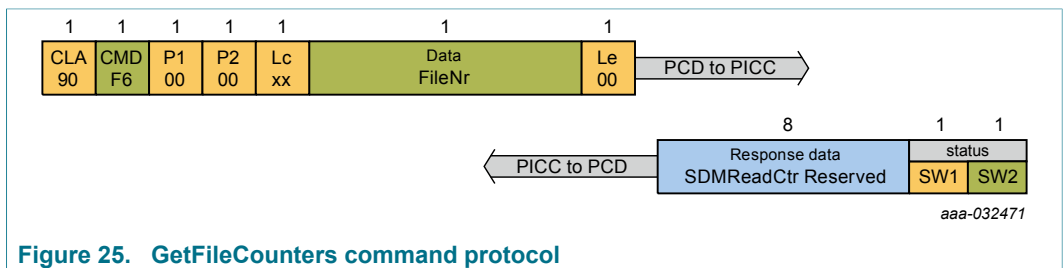 1 1 1 1 1 1 1
CLA CMD P1 P2 Lc Data Le
90 F6 00 00 xx FileNr 00
PCD to PICC
8 1 1
PICC to PCD
Response data
SDMReadCtr Reserved
status
SW1 SW2
aaa-032471
Figure 25. GetFileCounters command protocol